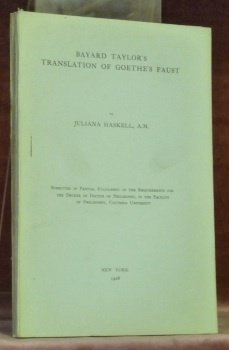 BAYARD TAYLOR'S
TRANSLATION OF GOETHE'S FAUST
by
JULIANA HASKELL, A.M.
Submitted in Partial Fulfilment of the Requirements for
the Degree of Doctor of Philosophy, in the Faculty
of Philosophy, Columbia University
NEW YORK
1908